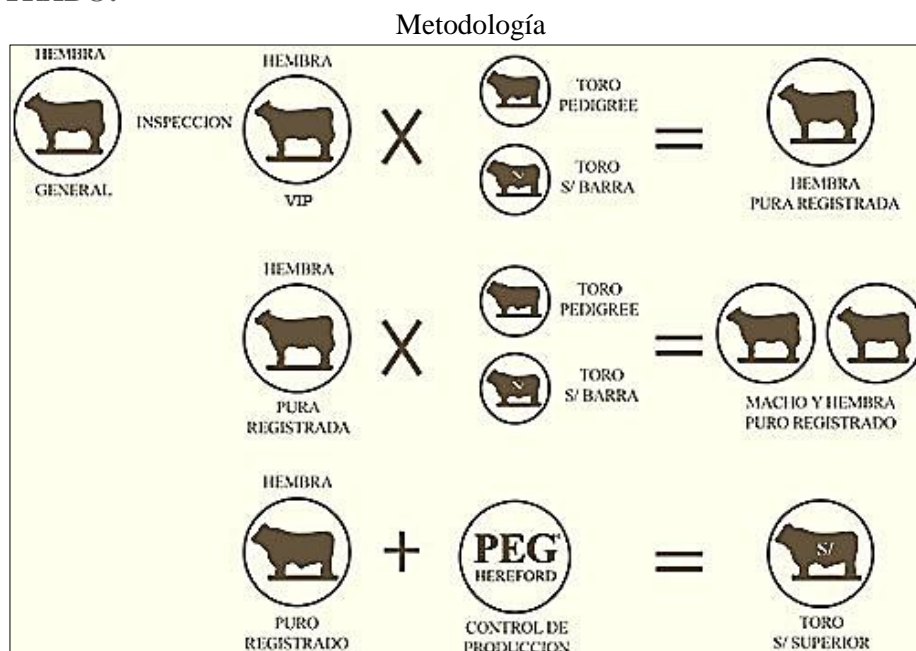 Metodología
HEMBRA
GENERAL
INSPECCION
HEMBRA
VIP
X
TORO
PEDIGREE
TORO
S/ BARRA
=
HEMBRA
PURA REGISTRADA
HEMBRA
PURA
REGISTRADA
X
TORO
PEDIGREE
TORO
S/ BARRA
=
MACHO Y HEMBRA
PURO REGISTRADO
HEMBRA
PURO
REGISTRADO
+
PEG
HEREFORD
CONTROL DE
PRODUCCION
=
S/
TORO
S/ SUPERIOR